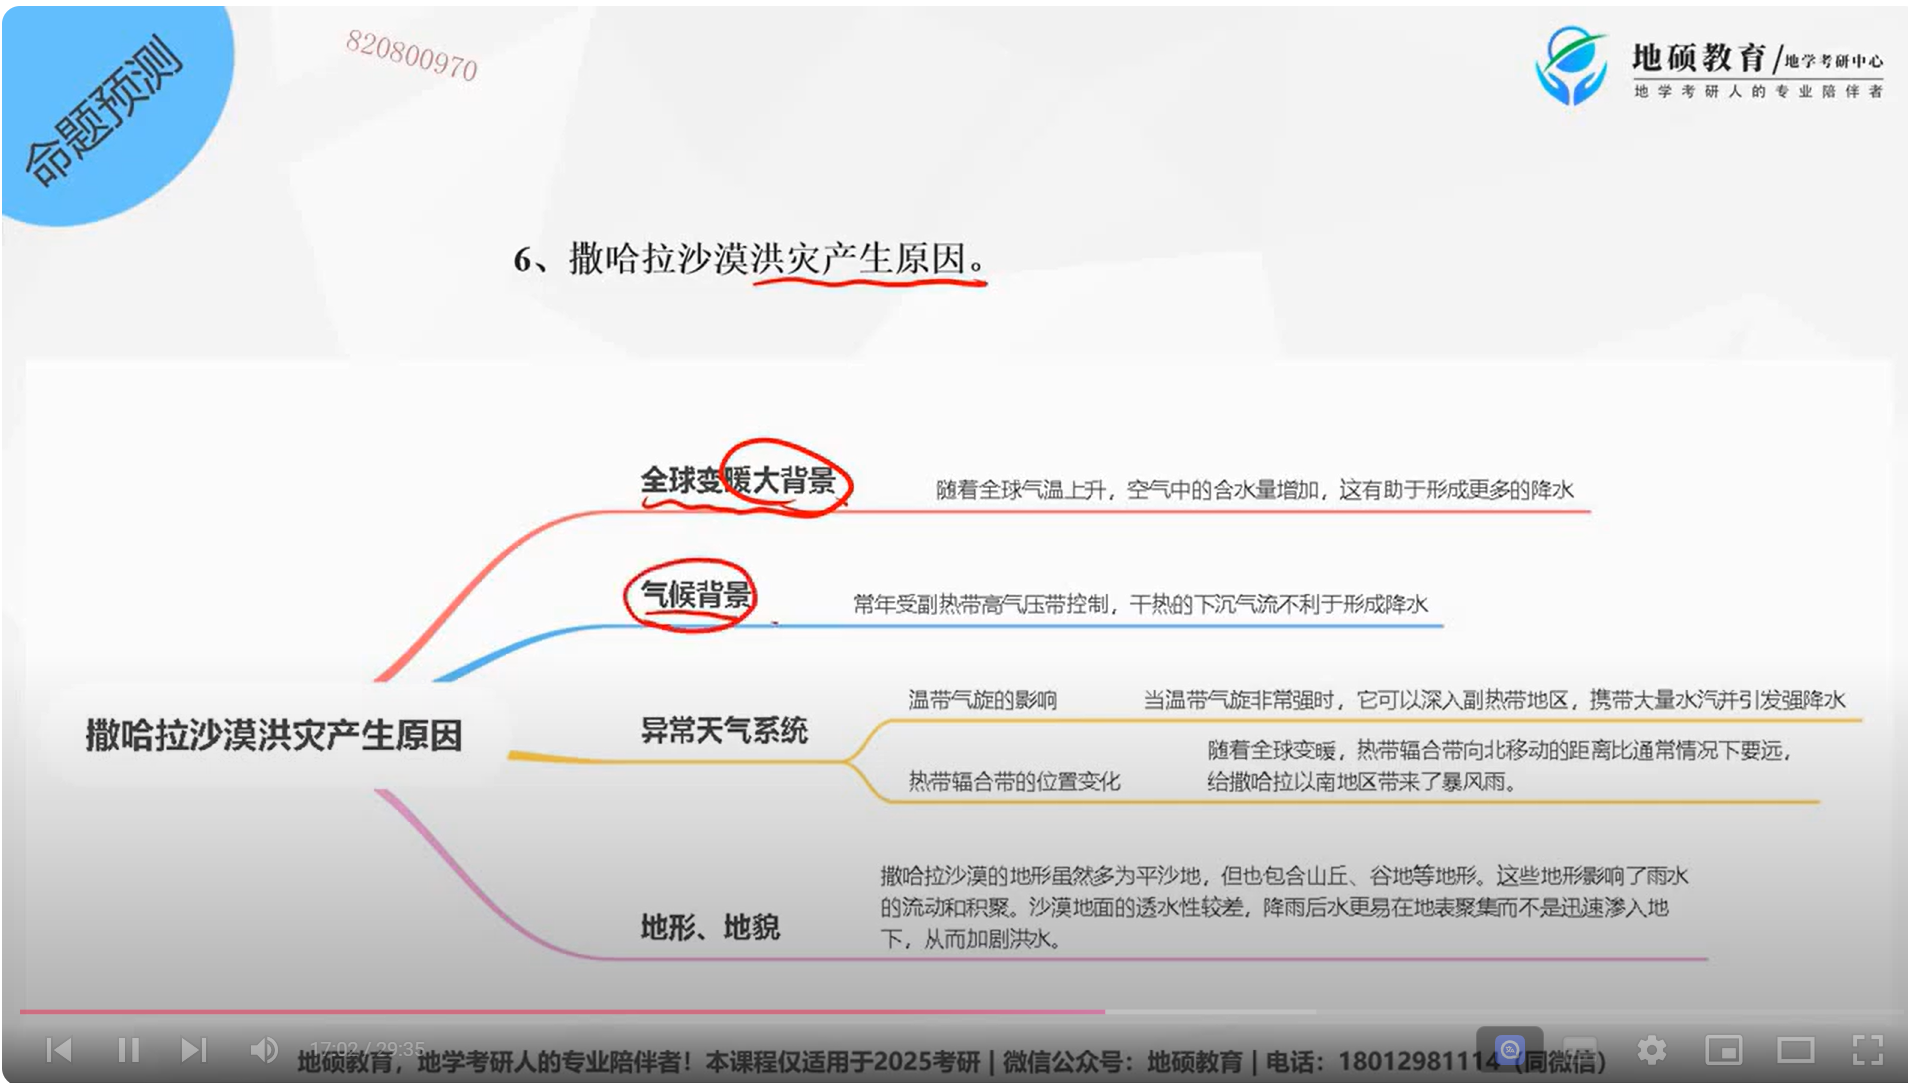 命题预测
820800970
地硕教育/地学考研中心
地学考研人的专业陪伴者
6、撒哈拉沙漠洪灾产生原因。
全球变暖大背景
随着全球气温上升，空气中的含水量增加，这有助于形成更多的降水
气候背景
常年受副热带高气压带控制，干热的下沉气流不利于形成降水
撒哈拉沙漠洪灾产生原因
异常天气系统
温带气旋的影响
当温带气旋非常强时，它可以深入副热带地区，携带大量水汽并引发强降水
热带辐合带的位置变化
随着全球变暖，热带辐合带向北移动的距离比通常情况下要远，
给撒哈拉以南地区带来了暴风雨。
地形、地貌
撒哈拉沙漠的地形虽然多为平沙地，但也包含山丘、谷地等地形。这些地形影响了雨水
的流动和积聚。沙漠地面的透水性较差，降雨后水更易在地表聚集而不是迅速渗入地
下，从而加剧洪水。
17:02 / 29:35
地硕教育，地学考研人的专业陪伴者！本课程仅适用于2025考研 | 微信公众号：地硕教育 | 电话：18012981114（同微信）